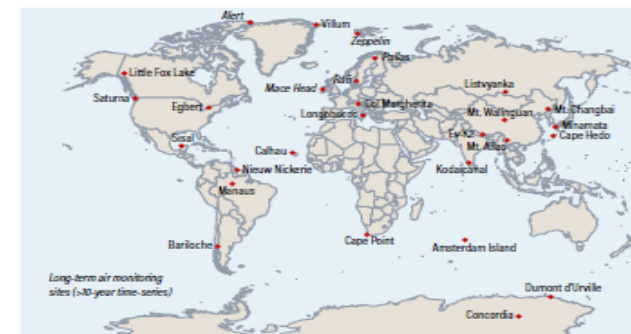 Alert
Villum
Zeppelin
Pallas
Little Fox Lake
Råö
Mace Head
Listvyanka
Saturna
Egbert
Col Margherita
Mt. Walinguan
Mt. Changbai
Longobucco
Minamata
Ev-K2
Cape Hedo
Sisal
Calhau
Mt. Ailao
Nieuw Nickerie
Kodaicanal
Manaus
Bariloche
Cape Point
Amsterdam Island
Long-term air monitoring
sites (>10-year time-series)
Dumont d'Urville
Concordia